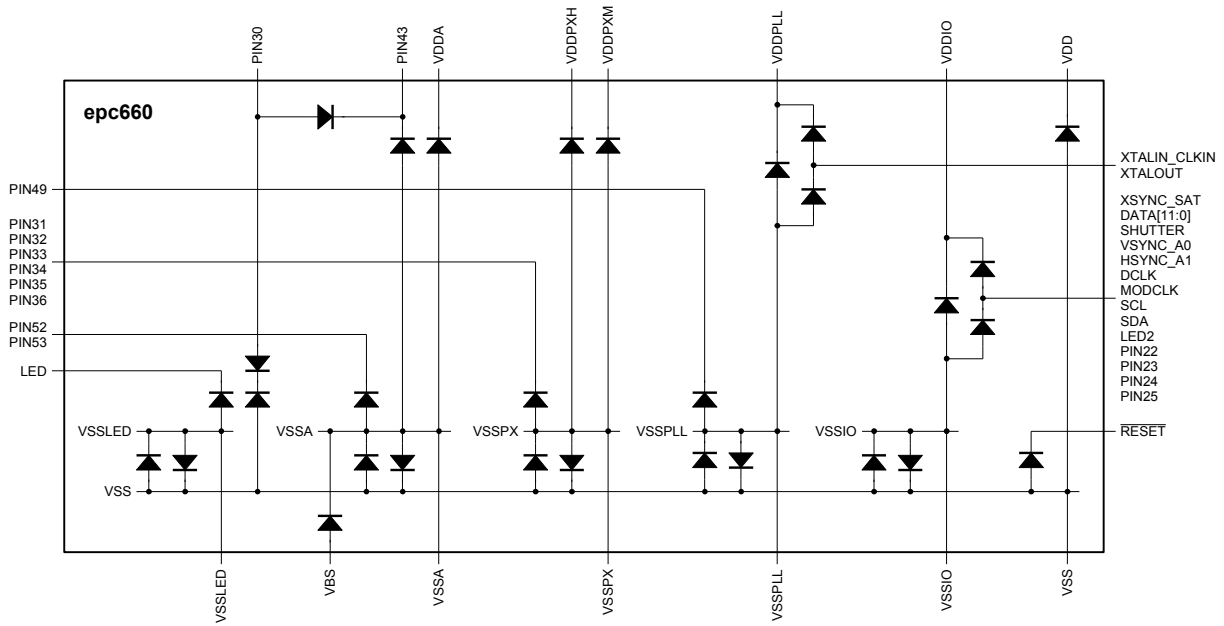 PIN30
PIN43
VDDA
VDDPXH
VDDPXM
VDDPLL
VDDIO
VDD
epc660
PIN49
PIN31
PIN32
PIN33
PIN34
PIN35
PIN36
PIN52
PIN53
LED
XTALIN_CLKIN
XTALOUT
XSYNC_SAT
DATA[11:0]
SHUTTER
VSYNC_A0
HSYNC_A1
DCLK
MODCLK
SCL
SDA
LED2
PIN22
PIN23
PIN24
PIN25
VSSLED
VSSA
VSSPX
VSSPLL
VSSIO
RESET
VSS
VSSLED
VBS
VSSA
VSSPX
VSSPLL
VSSIO
VSS